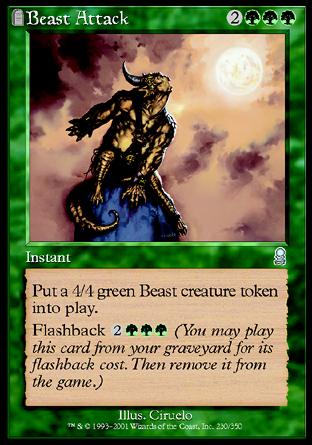 Beast Attack 2
Instant
Put a 4/4 green Beast creature token
into play.
Flashback 2 (You may play
this card from your graveyard for its
flashback cost. Then remove it from
the game.)
Illus. Ciruelo
™ & © 1993-2001 Wizards of the Coast, Inc. 230/350